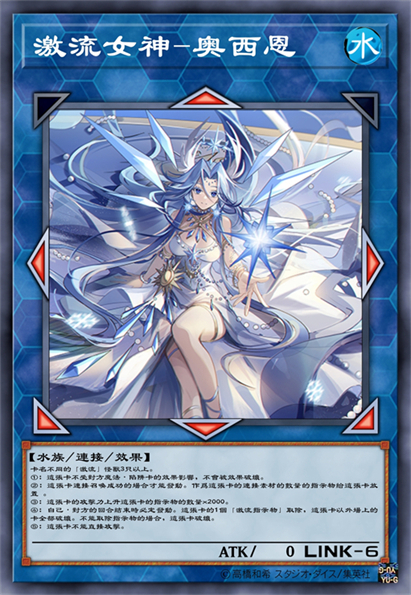 激流女神-奧西恩
水
【水族／連接／效果】
卡名不同的「激流」怪獸3只以上。
①：這張卡不受對方魔法·陷阱卡的效果影響，不會被效果破壞。
②：這張卡連接召喚成功的場合才能發動。作爲這張卡的連接素材的數量的指示物給這張卡放
置。
③：這張卡的攻擊力上升這張卡的指示物的數量×2000。
④：自己·對方的回合結束時必定發動。這張卡的1個「激流指示物」取除，這張卡以外場上的
卡全部破壞。不能取除指示物的場合，這張卡破壞。
⑤：這張卡不能直接攻擊。
ATK/ 0 LINK-6
©高橋和希 スタジオ·ダイス/集英社